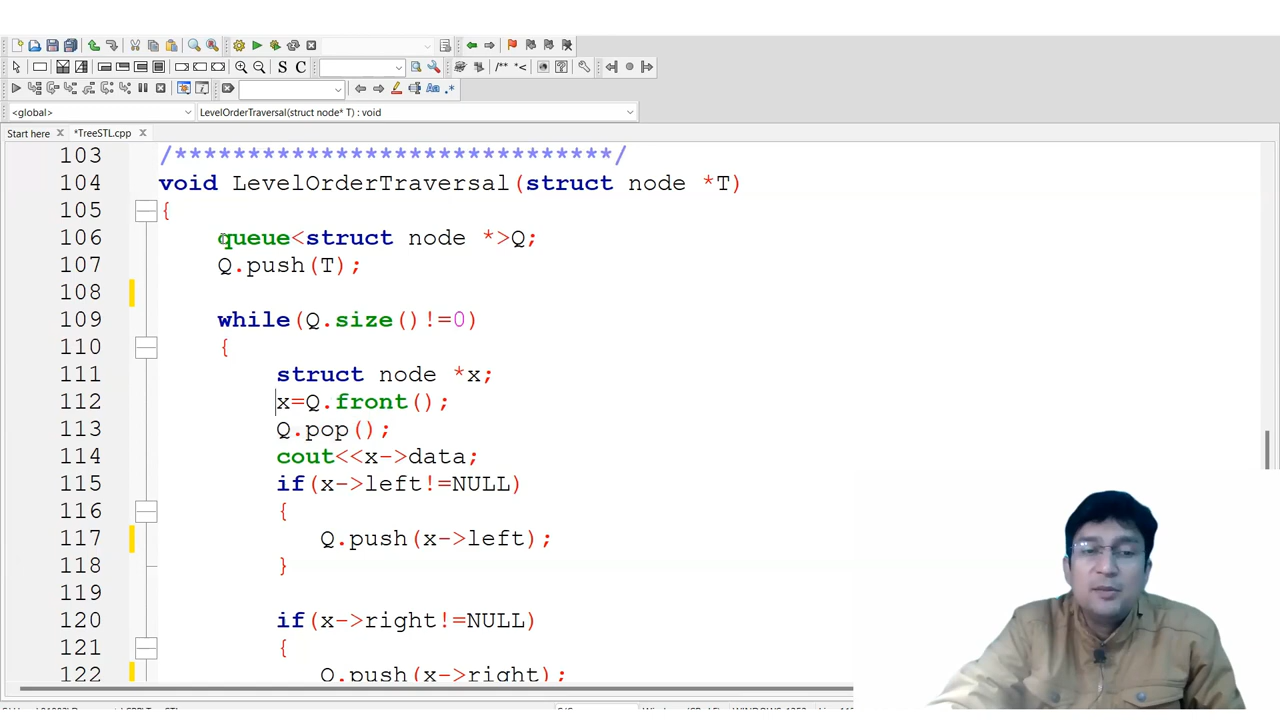 <global>
LevelOrderTraversal(struct node* T) : void
Start here
*TreeSTL.cpp
103 /******************************/
104 void LevelOrderTraversal(struct node *T)
105 {
106 queue<struct node *>Q;
107 Q.push(T);
108
109 while(Q.size()!=0)
110 {
111 struct node *x;
112 x=Q.front();
113 Q.pop();
114 cout<<x->data;
115 if(x->left!=NULL)
116 {
117 Q.push(x->left);
118 }
119
120 if(x->right!=NULL)
121 {
122 Q.push(x->right);